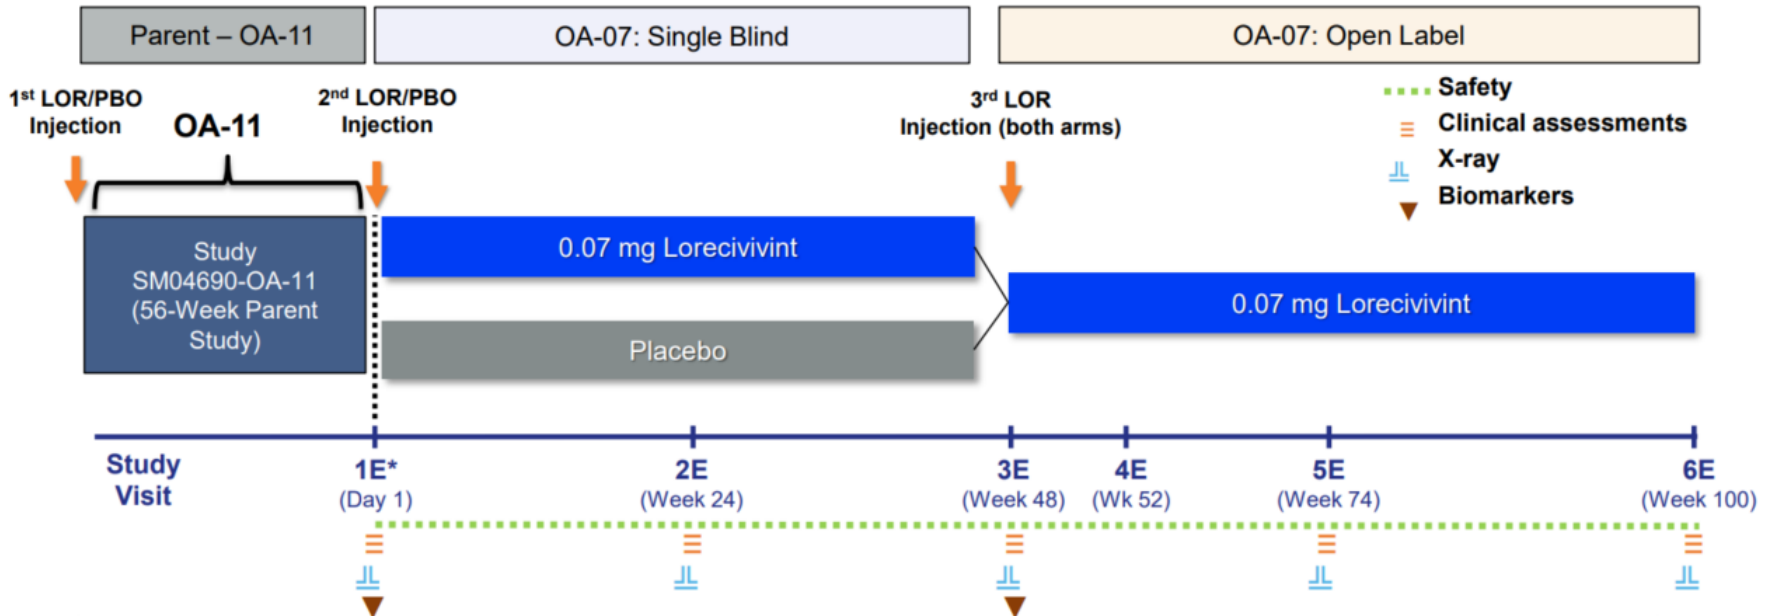 Parent – OA-11
OA-07: Single Blind
OA-07: Open Label
1st LOR/PBO
Injection
OA-11
2nd LOR/PBO
Injection
3rd LOR
Injection (both arms)
Safety
Clinical assessments
X-ray
Biomarkers
Study
SM04690-OA-11
(56-Week Parent
Study)
0.07 mg Lorecivivint
Placebo
0.07 mg Lorecivivint
Study
Visit
1E*
(Day 1)
2E
(Week 24)
3E
(Week 48)
4E
(Wk 52)
5E
(Week 74)
6E
(Week 100)